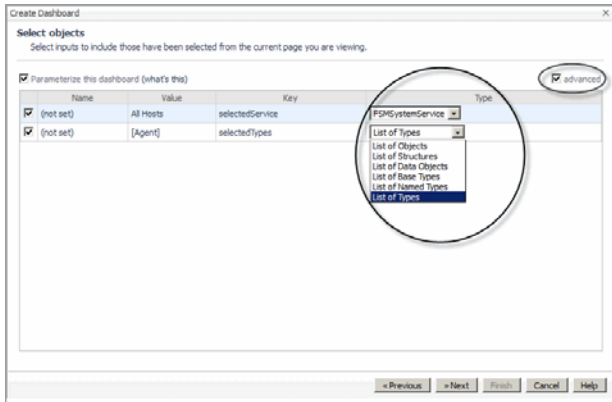 Create Dashboard
Select objects
Select inputs to include those have been selected from the current page you are viewing.
Parameterize this dashboard (what's this)
advanced
Name Value Key Type
(not set) All Hosts selectedService FSMSystemService
(not set) [Agent] selectedTypes List of Types
List of Objects
List of Structures
List of Data Objects
List of Base Types
List of Named Types
List of Types
« Previous » Next Finish Cancel Help